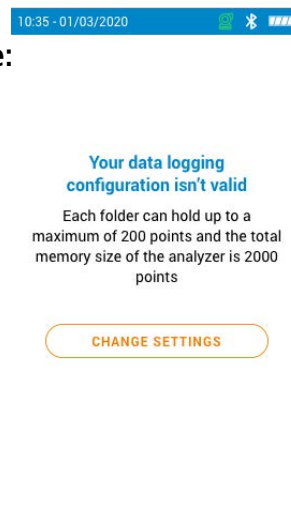 10:35 - 01/03/2020
e:
Your data logging
configuration isn't valid
Each folder can hold up to a
maximum of 200 points and the total
memory size of the analyzer is 2000
points
CHANGE SETTINGS